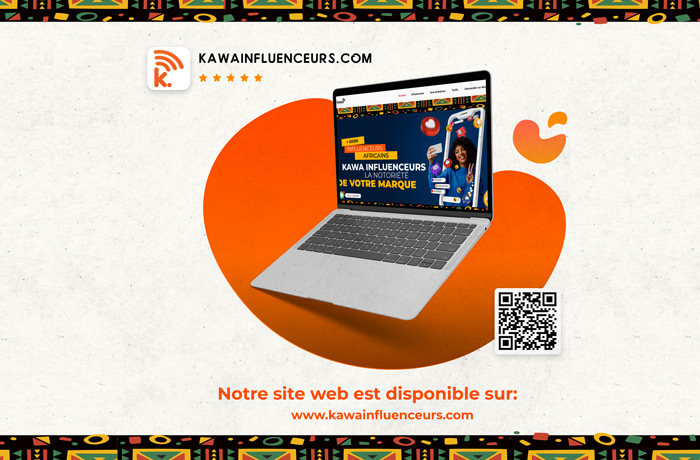 KAWAINFLUENCEURS.COM
k.
INFLUENCEURS
AFRICAINS
KAWA INFLUENCEURS
LA NOTORIÉTÉ
DE VOTRE MARQUE
Notre site web est disponible sur:
www.kawainfluenceurs.com